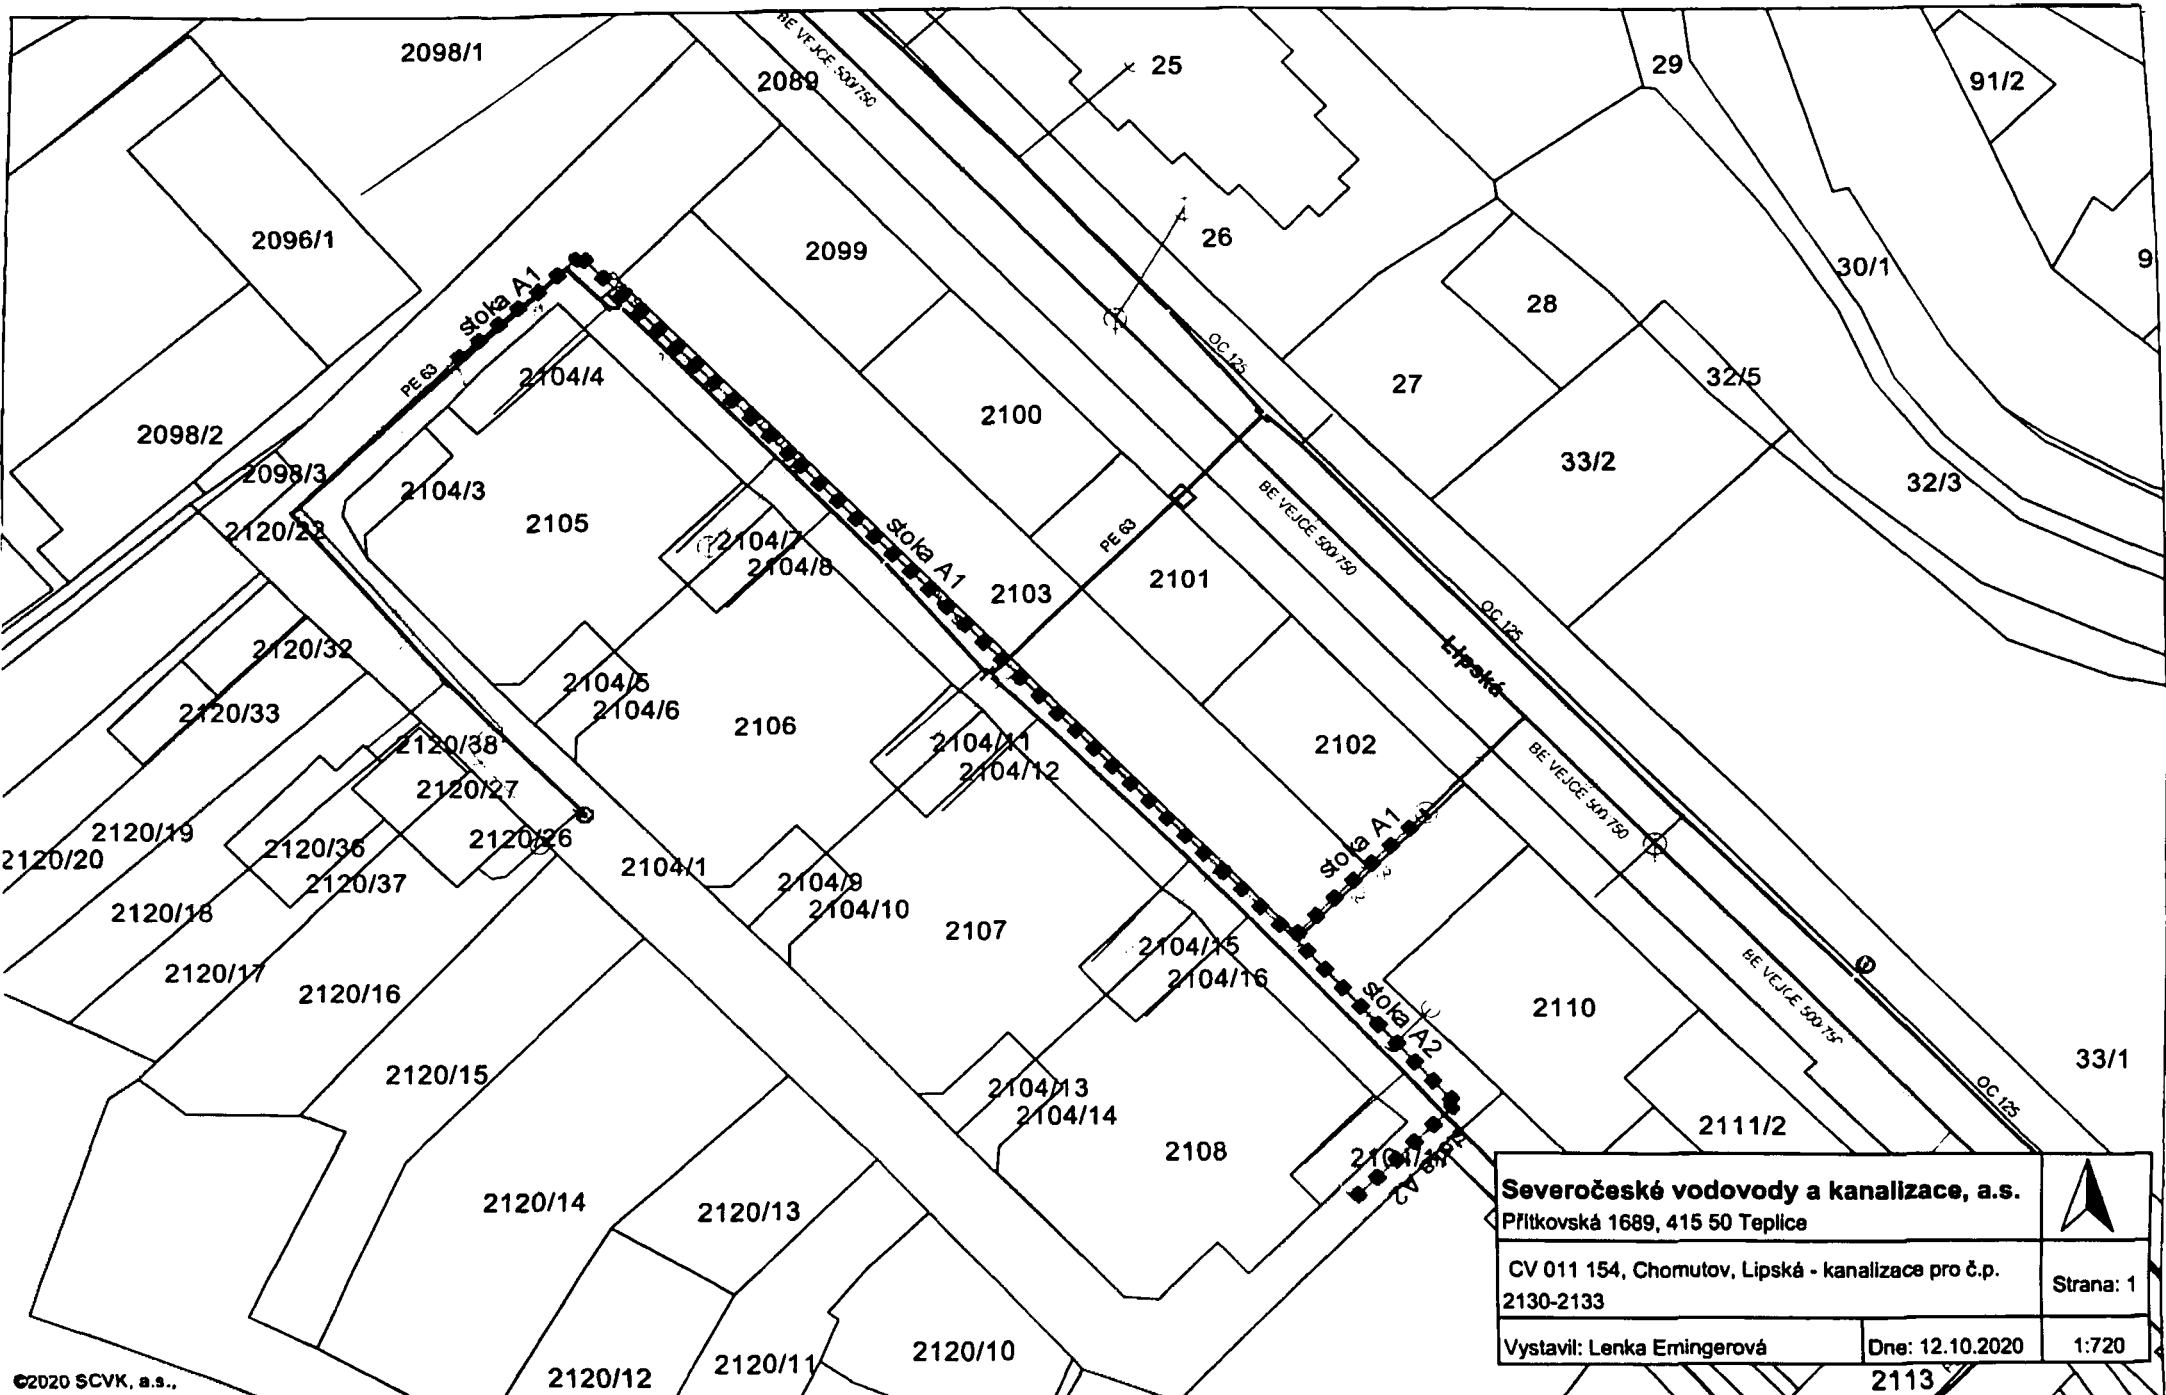 2098/1
2089
BE VEJCE 500/750
25
29
91/2
2096/1
2099
26
30/1
9
28
stoka A1
OC 125
PE 63
2104/4
27
32/5
2100
2098/2
33/2
2098/3
2104/3
32/3
2105
BE VEJCE 500/750
2120/22
stoka A1
PE 63
2104/7
2104/8
2101
2103
OC 125
2120/32
Lipská
2104/5
2104/6
2120/33
2106
2120/38
2104/11
2102
2104/12
BE VEJCE 500/750
2120/27
2120/19
2120/26
stoka A1
2120/20
2120/36
2104/1
2120/37
2104/9
2104/10
2120/18
2107
2104/15
BE VEJCE 500/750
2120/17
2104/16
2120/16
stoka A2
2110
33/1
2120/15
2104/13
OC 125
2104/14
2111/2
2108
stoka A2
2120/14
2120/13
Severočeské vodovody a kanalizace, a.s.
Přítkovská 1689, 415 50 Teplice
CV 011 154, Chomutov, Lipská - kanalizace pro č.p.
2130-2133
Strana: 1
Vystavil: Lenka Emingerová
Dne: 12.10.2020
1:720
2120/10
2120/11
2120/12
2113
©2020 SCVK, a.s.,